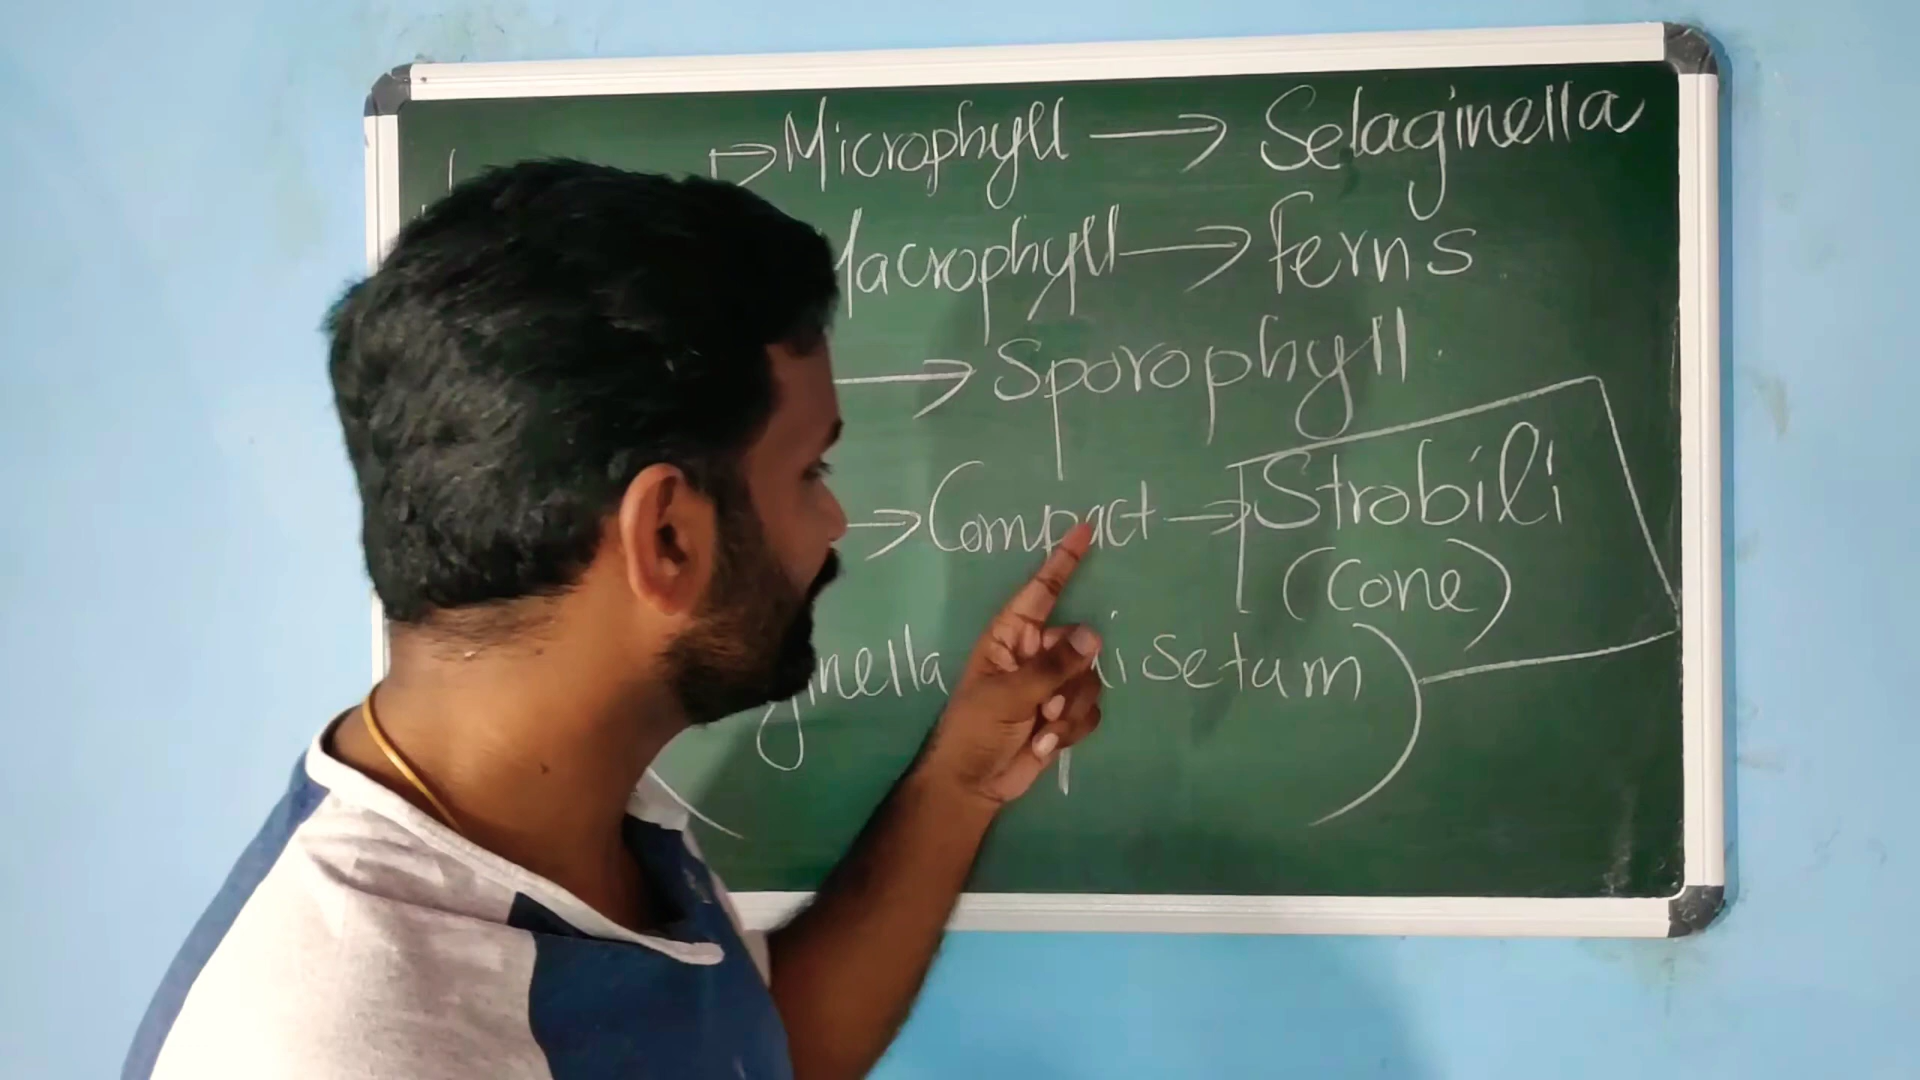 Microphyll → Selaginella
Macrophyll → Ferns
→ Sporophyll
→ Compact → Strobili
(Cone)
ginella isetum)